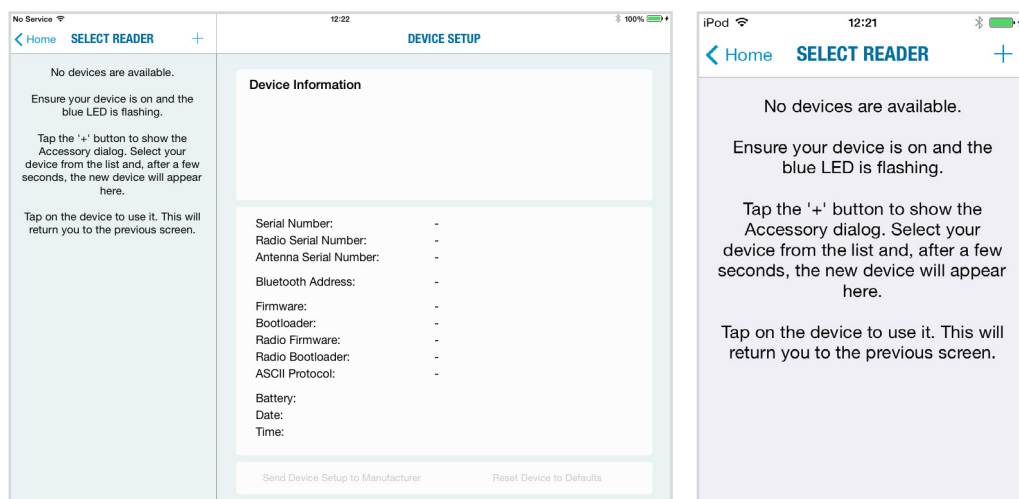 No Service 12:22 100%
Home SELECT READER + DEVICE SETUP
No devices are available.
Ensure your device is on and the
blue LED is flashing.
Tap the '+' button to show the
Accessory dialog. Select your
device from the list and, after a few
seconds, the new device will appear
here.
Tap on the device to use it. This will
return you to the previous screen.
Device Information
Serial Number: -
Radio Serial Number: -
Antenna Serial Number: -
Bluetooth Address: -
Firmware: -
Bootloader: -
Radio Firmware: -
Radio Bootloader: -
ASCII Protocol: -
Battery:
Date:
Time:
Send Device Setup to Manufacturer Reset Device to Defaults
iPod 12:21
Home SELECT READER +
No devices are available.
Ensure your device is on and the
blue LED is flashing.
Tap the '+' button to show the
Accessory dialog. Select your
device from the list and, after a few
seconds, the new device will appear
here.
Tap on the device to use it. This will
return you to the previous screen.